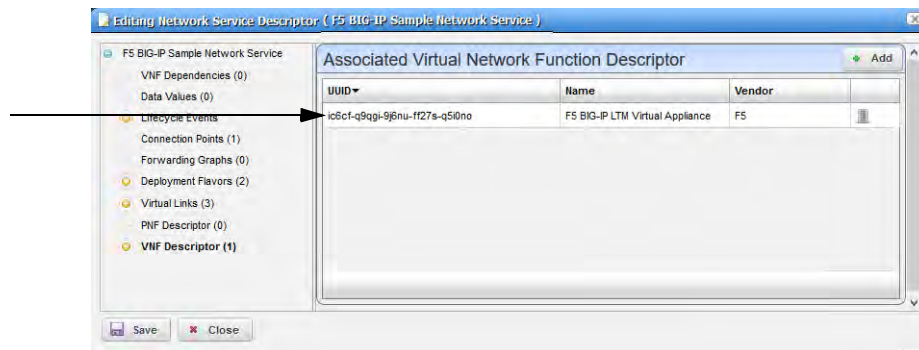 Editing Network Service Descriptor ( F5 BIG-IP Sample Network Service )
F5 BIG-IP Sample Network Service
VNF Dependencies (0)
Data Values (0)
Lifecycle Events
Connection Points (1)
Forwarding Graphs (0)
Deployment Flavors (2)
Virtual Links (3)
PNF Descriptor (0)
VNF Descriptor (1)
Associated Virtual Network Function Descriptor
Add
UUID Name Vendor
ic6cf-q9qgi-9j6nu-ff27s-q5i0no F5 BIG-IP LTM Virtual Appliance F5
Save Close